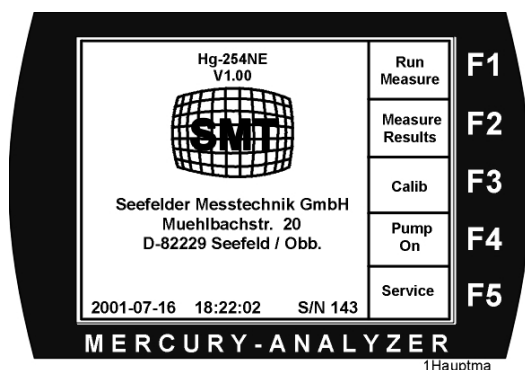 Hg-254NE
V1.00
SMT
Seefelder Messtechnik GmbH
Muehlbachstr. 20
D-82229 Seefeld / Obb.
2001-07-16 18:22:02 S/N 143
Run
Measure
F1
Measure
Results
F2
Calib
F3
Pump
On
F4
Service
F5
MERCURY-ANALYZER
1Hauptma